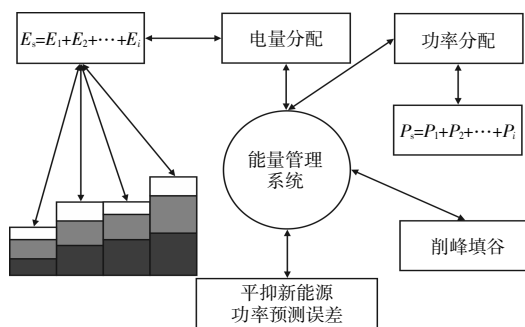 Eₛ=E₁+E₂+⋯+Eᵢ
电量分配
功率分配
Pₛ=P₁+P₂+⋯+Pᵢ
能量管理
系统
削峰填谷
平抑新能源
功率预测误差